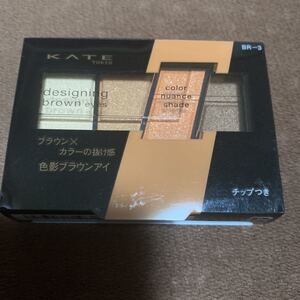 BR-3
KATE
TOKYO
designing
brown eyes
color
nuance
shade
ブラウン×
カラーの抜け感
色影ブラウンアイ
チップつき